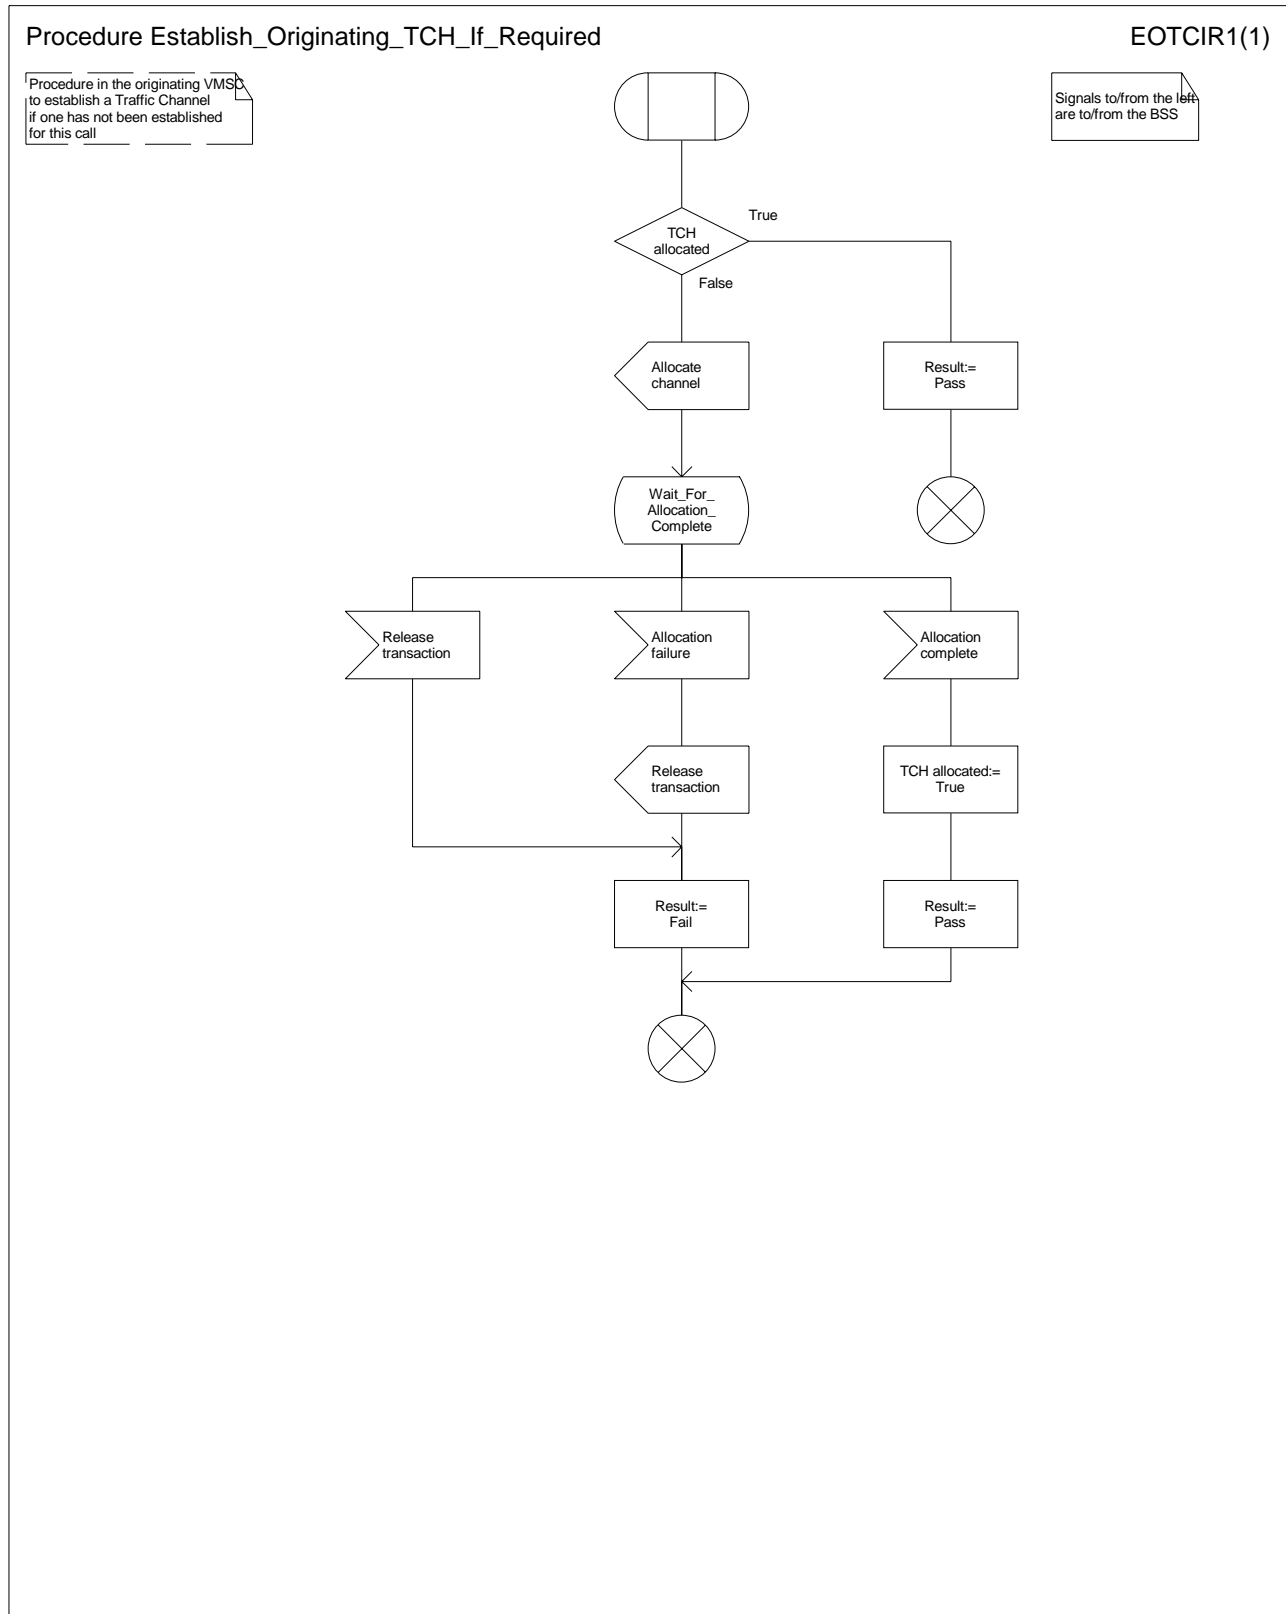 Procedure Establish_Originating_TCH_If_Required
EOTCIR1(1)
Procedure in the originating VMSC
to establish a Traffic Channel
if one has not been established
for this call
Signals to/from the left
are to/from the BSS
TCH
allocated
True
False
Allocate
channel
Result:=
Pass
Wait_For_
Allocation_
Complete
Release
transaction
Allocation
failure
Allocation
complete
Release
transaction
TCH allocated:=
True
Result:=
Fail
Result:=
Pass